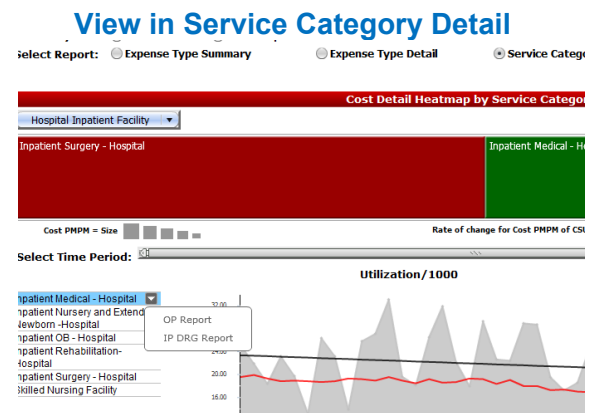 View in Service Category Detail
Select Report: Expense Type Summary Expense Type Detail Service Catego
Cost Detail Heatmap by Service Categor
Hospital Inpatient Facility
Inpatient Surgery - Hospital Inpatient Medical - Ho
Cost PMPM = Size Rate of change for Cost PMPM of CSU
Select Time Period:
Utilization/1000
Inpatient Medical - Hospital
Inpatient Nursery and Extend
Newborn -Hospital
Inpatient OB - Hospital
Inpatient Rehabilitation-
Hospital
Inpatient Surgery - Hospital
Skilled Nursing Facility
OP Report
IP DRG Report
32.00
24.00
20.00
16.00